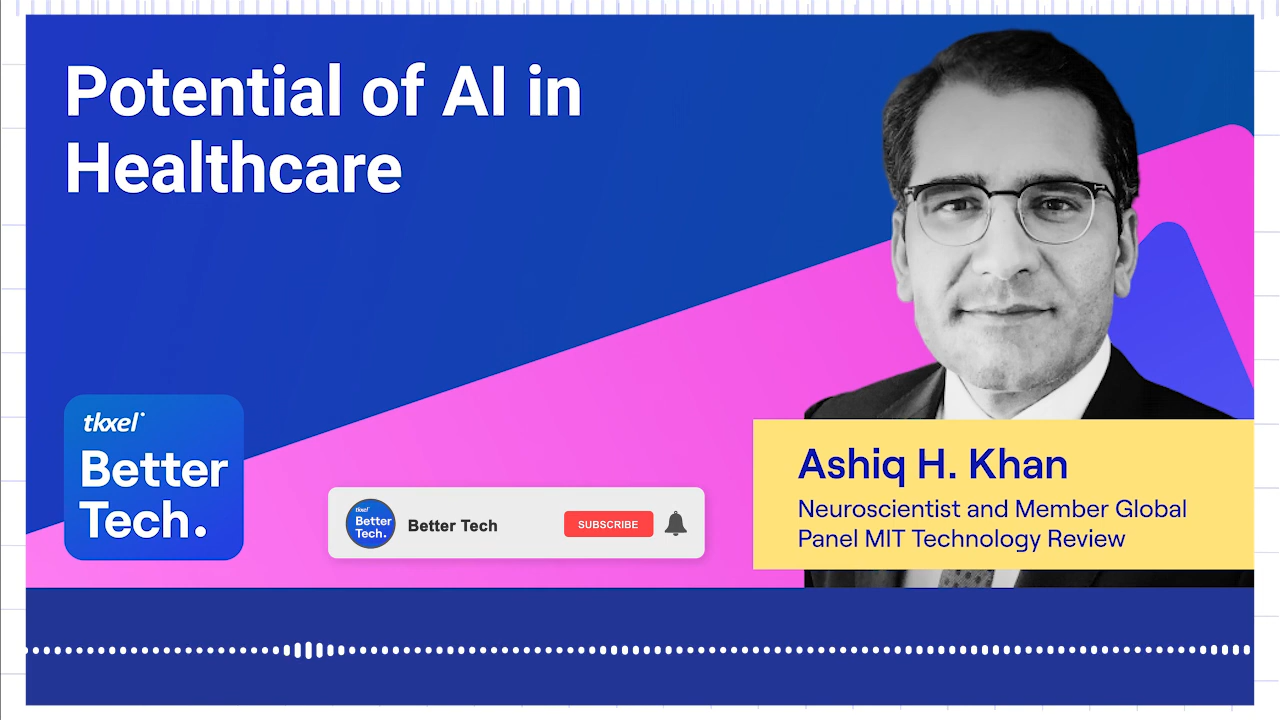 Potential of AI in
Healthcare
tkxel
Better
Tech.
tkxel
Better
Tech.
Better Tech
SUBSCRIBE
Ashiq H. Khan
Neuroscientist and Member Global
Panel MIT Technology Review